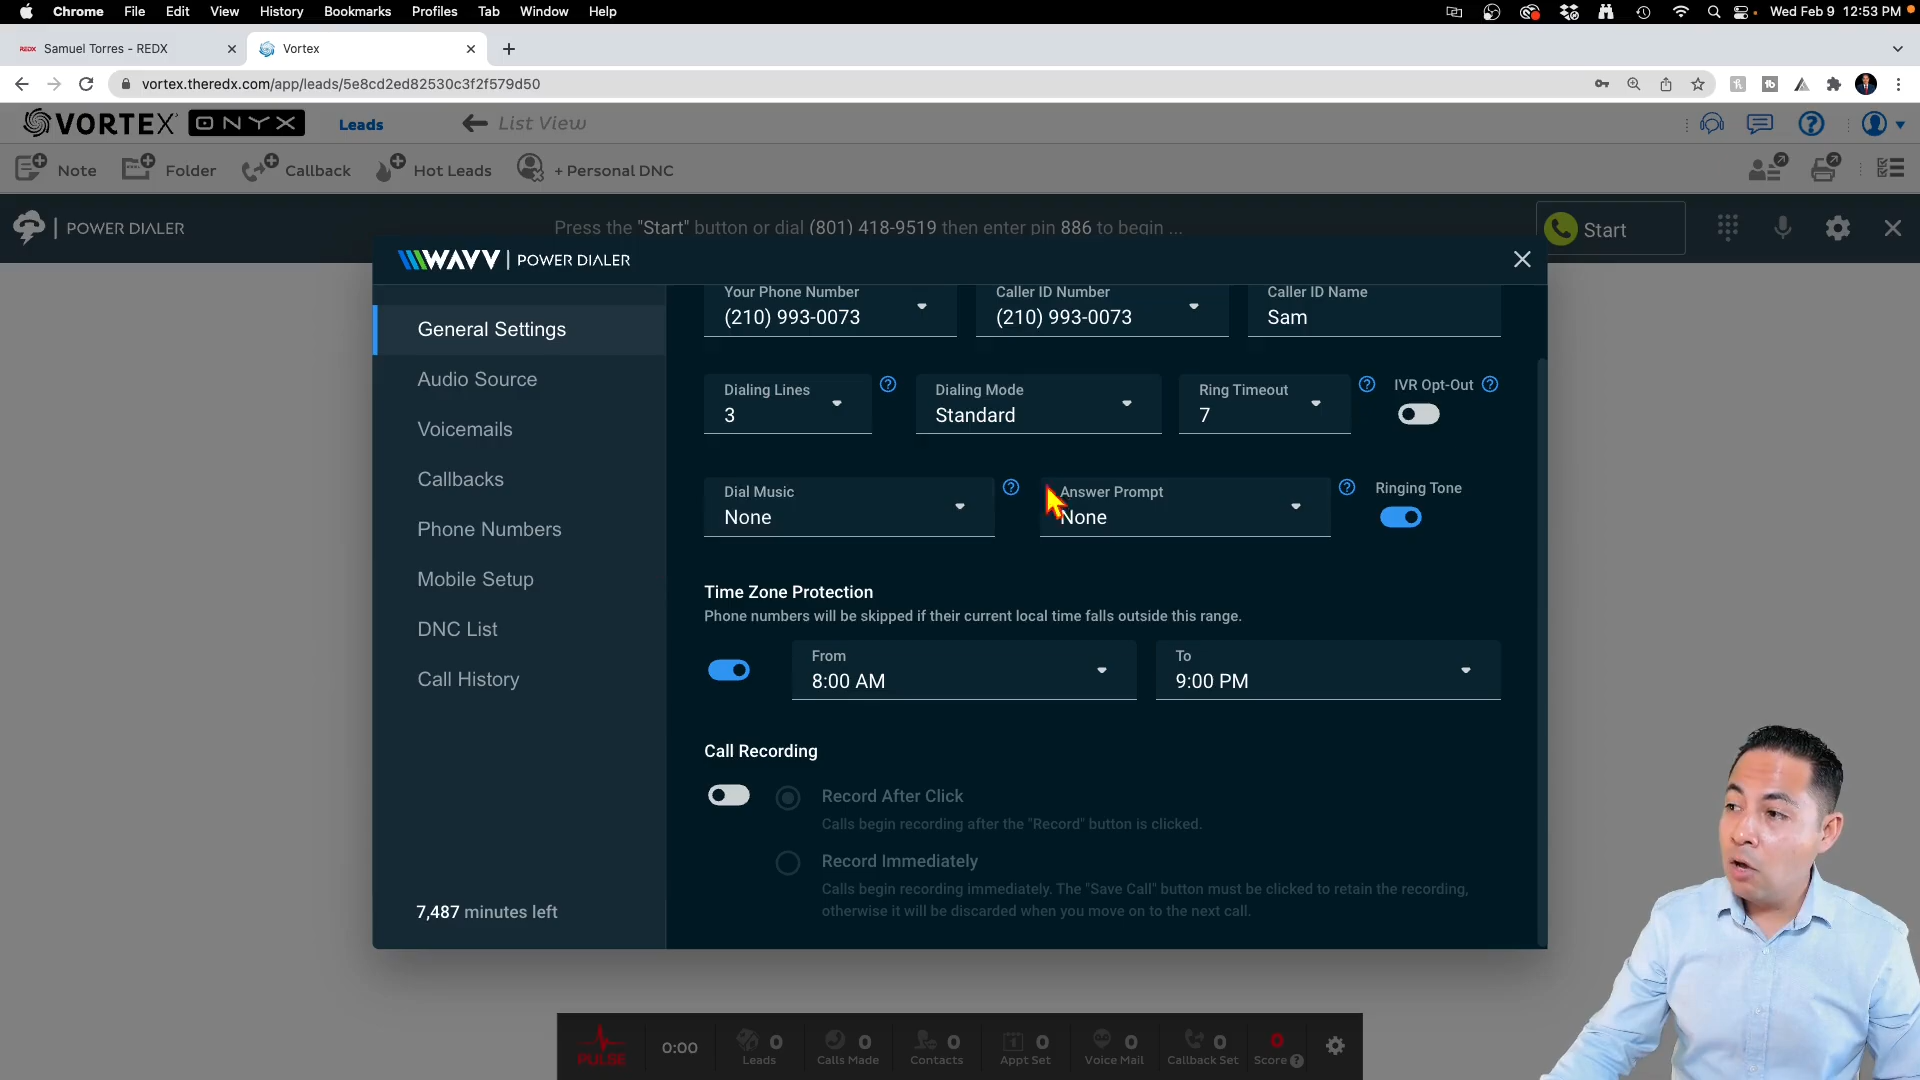 Chrome File Edit View History Bookmarks Profiles Tab Window Help Wed Feb 9 12:53 PM
REDX Samuel Torres - REDX Vortex
vortex.theredx.com/app/leads/5e8cd2ed82530c3f2f579d50
VORTEX ONYX Leads List View
Note Folder Callback Hot Leads + Personal DNC
POWER DIALER Press the "Start" button or dial (801) 418-9519 then enter pin 886 to begin ... Start
WAVV | POWER DIALER
General Settings
Audio Source
Voicemails
Callbacks
Phone Numbers
Mobile Setup
DNC List
Call History
7,487 minutes left
Your Phone Number Caller ID Number Caller ID Name
(210) 993-0073 (210) 993-0073 Sam
Dialing Lines Dialing Mode Ring Timeout IVR Opt-Out
3 Standard 7
Dial Music Answer Prompt Ringing Tone
None None
Time Zone Protection
Phone numbers will be skipped if their current local time falls outside this range.
From To
8:00 AM 9:00 PM
Call Recording
Record After Click
Calls begin recording after the "Record" button is clicked.
Record Immediately
Calls begin recording immediately. The "Save Call" button must be clicked to retain the recording,
otherwise it will be discarded when you move on to the next call.
PULSE 0:00 0 0 0 0 0 0 0
Leads Calls Made Contacts Appt Set Voice Mail Callback Set Score